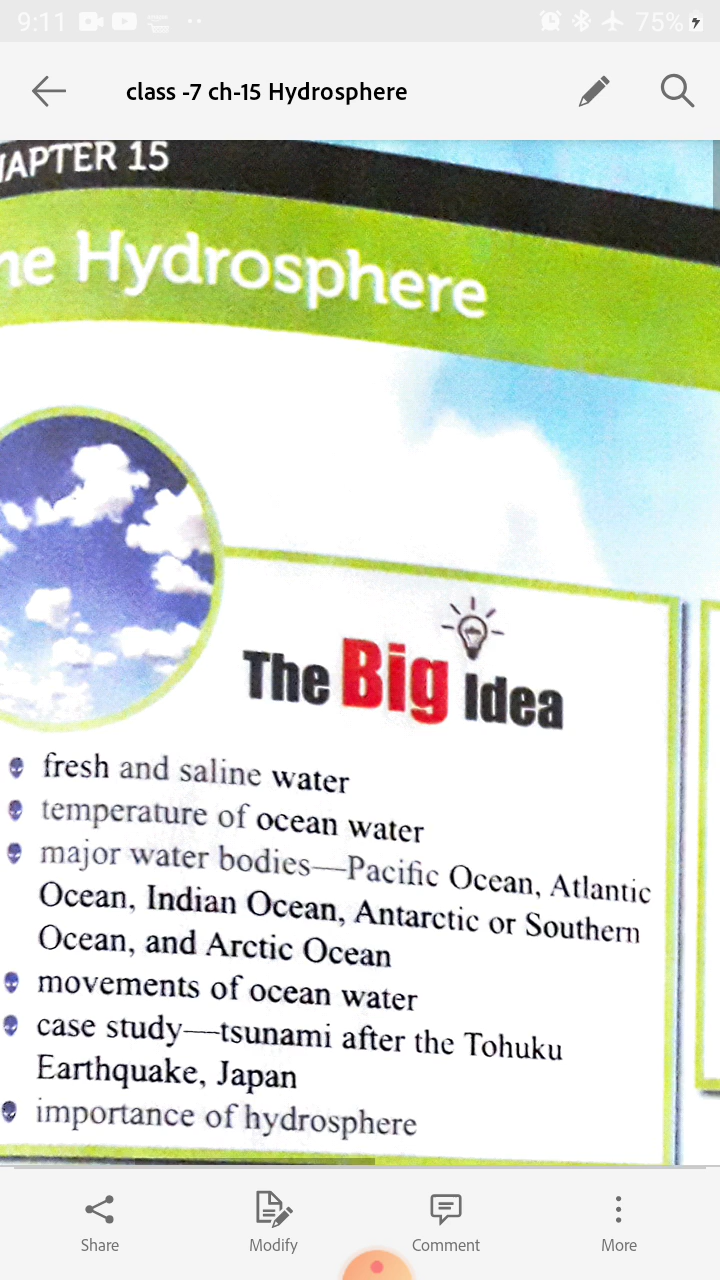 9:11
75%
class -7 ch-15 Hydrosphere
HAPTER 15
he Hydrosphere
The Big Idea
fresh and saline water
temperature of ocean water
major water bodies—Pacific Ocean, Atlantic
Ocean, Indian Ocean, Antarctic or Southern
Ocean, and Arctic Ocean
movements of ocean water
case study—tsunami after the Tohuku
Earthquake, Japan
importance of hydrosphere
Share
Modify
Comment
More